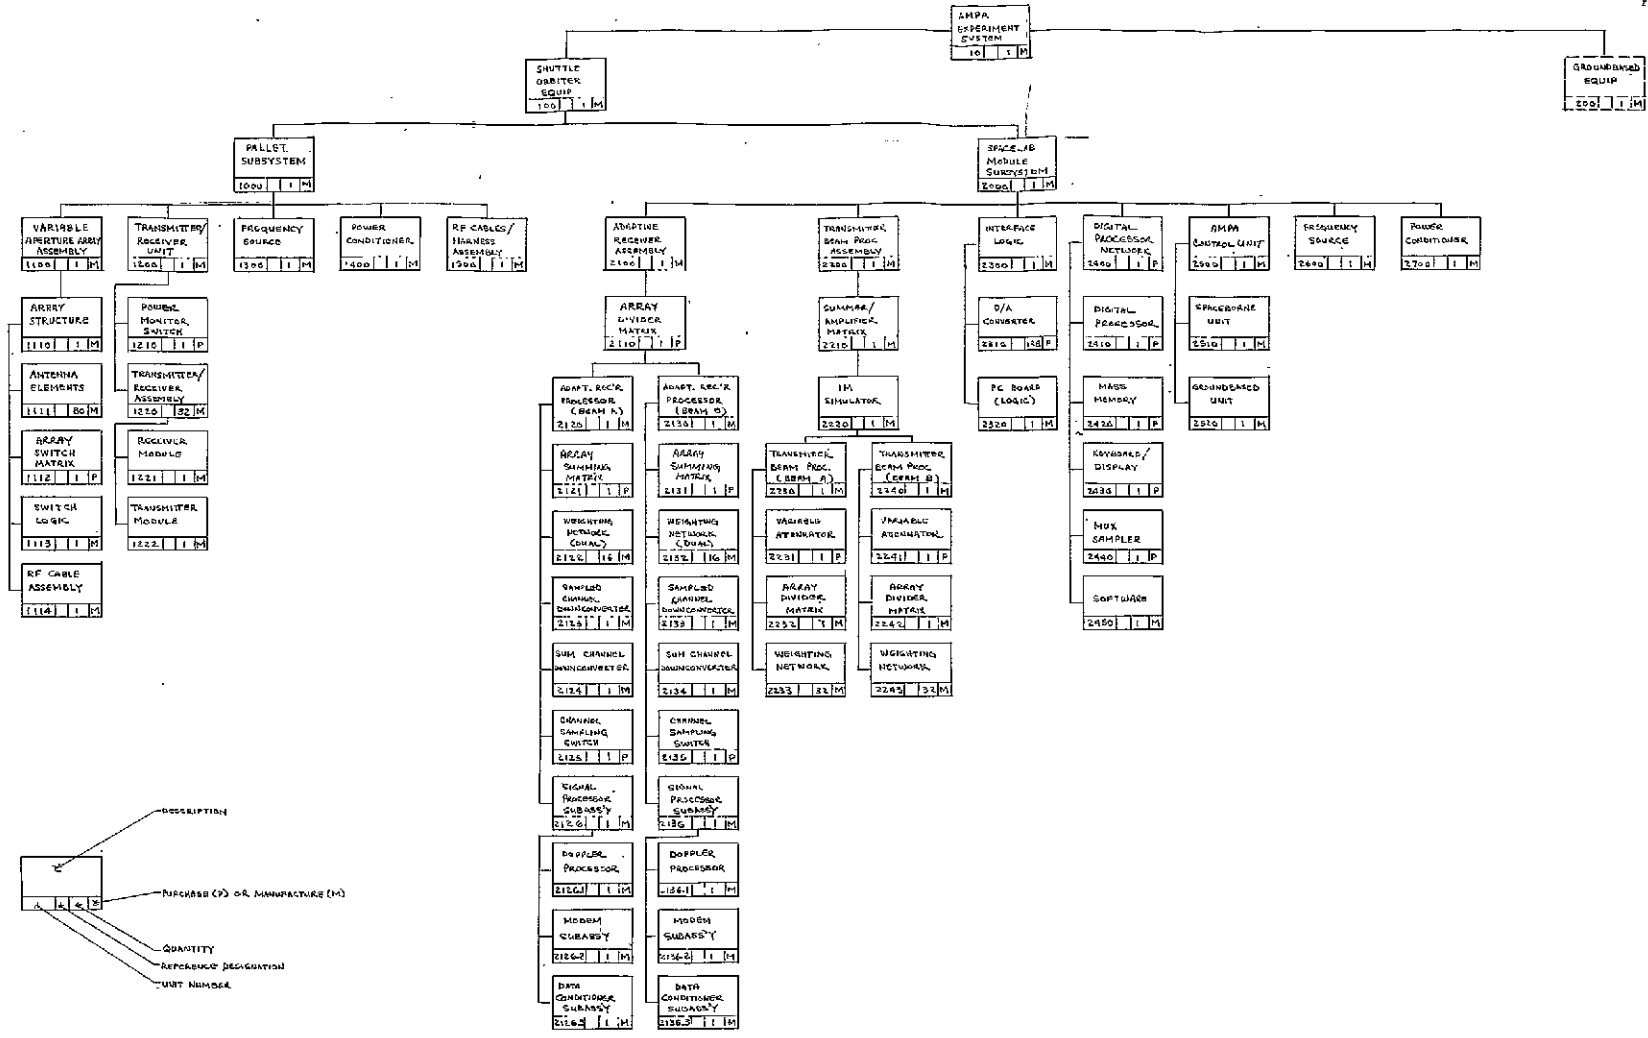 AMPA
EXPERIMENT
SYSTEM
10 1 M
SHUTTLE
ORBITER
EQUIP
100 1 M
GROUNDBASED
EQUIP
200 1 M
PALLET
SUBSYSTEM
1000 1 M
SPACELAB
MODULE
SUBSYSTEM
2000 1 M
VARIABLE
APERTURE ARRAY
ASSEMBLY
1100 1 M
TRANSMITTER/
RECEIVER
UNIT
1200 1 M
FREQUENCY
SOURCE
1300 1 M
POWER
CONDITIONER
1400 1 M
RF CABLES/
HARNESS
ASSEMBLY
1500 1 M
ADAPTIVE
RECEIVER
ASSEMBLY
2100 1 M
TRANSMITTER
BEAM PROC
ASSEMBLY
2200 1 M
INTERFACE
LOGIC
2300 1 M
DIGITAL
PROCESSOR
NETWORK
2400 1 P
AMPA
CONTROL UNIT
2500 1 M
FREQUENCY
SOURCE
2600 1 M
POWER
CONDITIONER
2700 1 M
ARRAY
STRUCTURE
1110 1 M
POWER
MONITOR
SWITCH
1210 1 P
ARRAY
DIVIDER
MATRIX
2110 1 P
SUMMER/
AMPLIFIER
MATRIX
2210 1 M
D/A
CONVERTER
2310 128 P
DIGITAL
PROCESSOR
2410 1 P
SPACEBORNE
UNIT
2510 1 M
ANTENNA
ELEMENTS
1111 80 M
TRANSMITTER/
RECEIVER
ASSEMBLY
1220 32 M
ADAPT. REC'R
PROCESSOR
(BEAM A)
2120 1 M
ADAPT. REC'R
PROCESSOR
(BEAM B)
2130 1 M
IM
SIMULATOR
2220 1 M
PC BOARD
(LOGIC)
2320 1 M
MASS
MEMORY
2420 1 P
GROUNDBASED
UNIT
2520 1 M
ARRAY
SWITCH
MATRIX
1112 1 P
RECEIVER
MODULE
1221 1 M
ARRAY
SUMMING
MATRIX
2121 1 P
ARRAY
SUMMING
MATRIX
2131 1 P
TRANSMITTER
BEAM PROC.
(BEAM A)
2230 1 M
TRANSMITTER
BEAM PROC.
(BEAM B)
2240 1 M
KEYBOARD/
DISPLAY
2430 1 P
SWITCH
LOGIC
1113 1 M
TRANSMITTER
MODULE
1222 1 M
WEIGHTING
NETWORK
(DUAL)
2122 16 M
WEIGHTING
NETWORK
(DUAL)
2132 16 M
VARIABLE
ATENNATOR
2231 1 P
VARIABLE
ATENNATOR
2241 1 P
MUX
SAMPLER
2440 1 P
RF CABLE
ASSEMBLY
1114 1 M
SAMPLED
CHANNEL
DOWNCONVERTER
2123 1 M
SAMPLED
CHANNEL
DOWNCONVERTER
2133 1 M
ARRAY
DIVIDER
MATRIX
2232 1 M
ARRAY
DIVIDER
MATRIX
2242 1 M
SOFTWARE
2450 1 M
SUM CHANNEL
DOWNCONVERTER
2124 1 M
SUM CHANNEL
DOWNCONVERTER
2134 1 M
WEIGHTING
NETWORK
2233 32 M
WEIGHTING
NETWORK
2243 32 M
CHANNEL
SAMPLING
SWITCH
2125 1 P
CHANNEL
SAMPLING
SWITCH
2135 1 P
SIGNAL
PROCESSOR
SUBASS'Y
2126 1 M
SIGNAL
PROCESSOR
SUBASS'Y
2136 1 M
DOPPLER
PROCESSOR
2126.1 1 M
DOPPLER
PROCESSOR
2136.1 1 M
MODEM
SUBASS'Y
2126.2 1 M
MODEM
SUBASS'Y
2136.2 1 M
DATA
CONDITIONER
SUBASS'Y
2126.3 1 M
DATA
CONDITIONER
SUBASS'Y
2136.3 1 M
DESCRIPTION
PURCHASE (P) OR MANUFACTURE (M)
QUANTITY
REFERENCE DESIGNATION
UNIT NUMBER